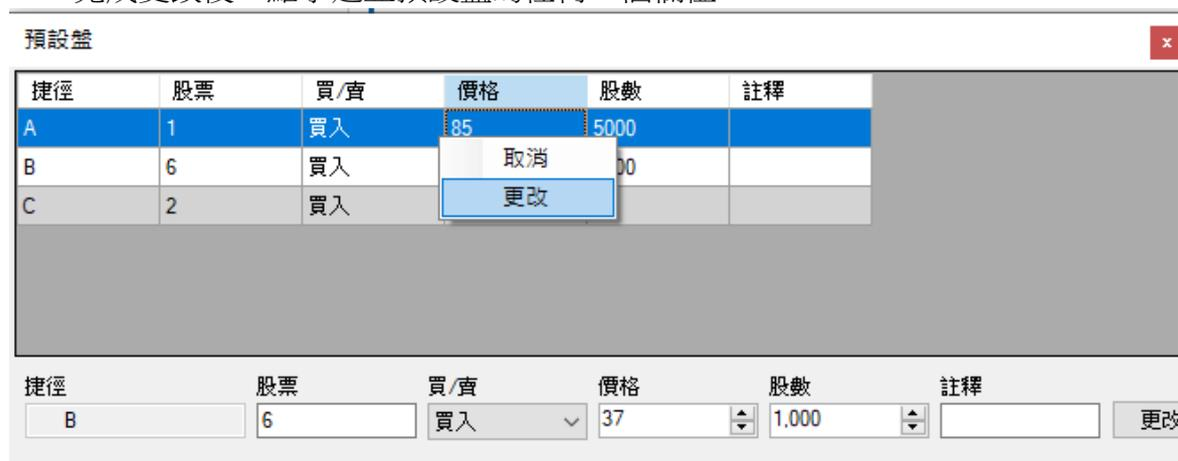 預設盤
x
捷徑 股票 買/賣 價格 股數 註釋
A 1 買入 85 5000
取消
B 6 買入 00
更改
C 2 買入
捷徑 股票 買/賣 價格 股數 註釋
B 6 買入 37 1,000 更改